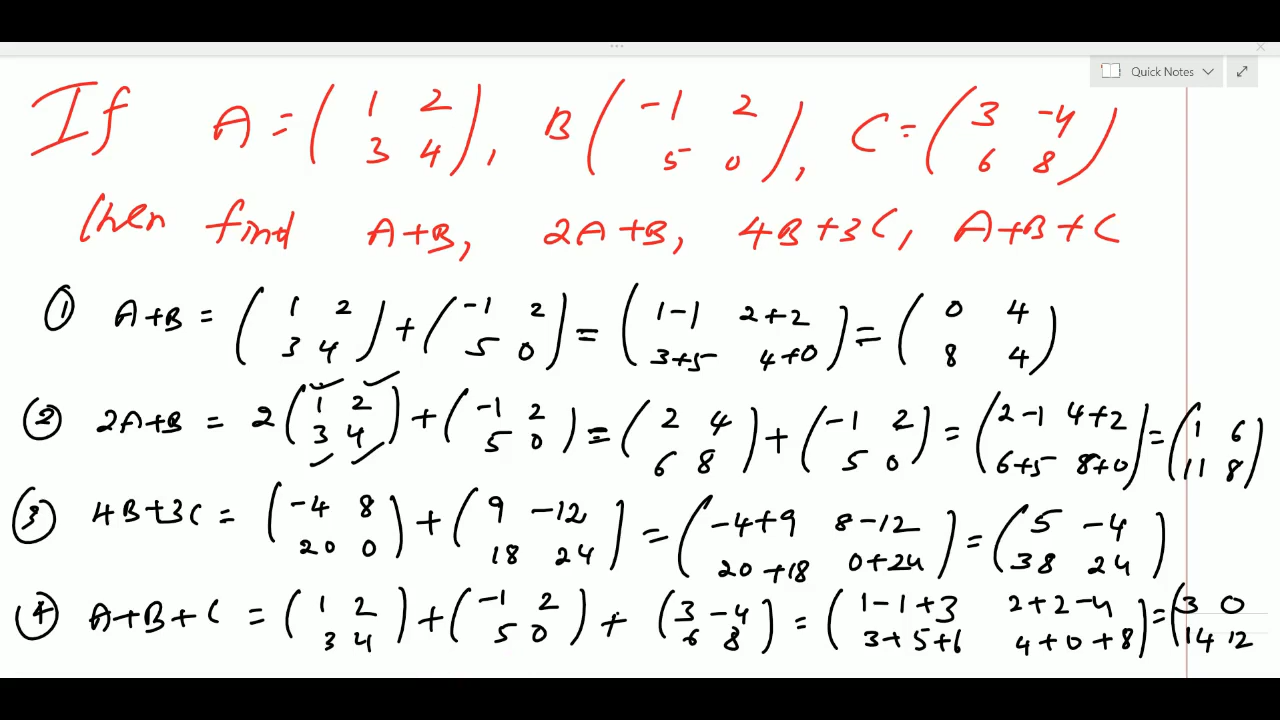 Quick Notes
If A = ( 1 2 ), B ( -1 2 ), C = ( 3 -4 )
3 4 5 0 6 8
then find A+B, 2A+B, 4B+3C, A+B+C
① A+B = ( 1 2 ) + ( -1 2 ) = ( 1-1 2+2 ) = ( 0 4 )
3 4 5 0 3+5 4+0 8 4
② 2A+B = 2 ( 1 2 ) + ( -1 2 ) = ( 2 4 ) + ( -1 2 ) = ( 2-1 4+2 ) = ( 1 6 )
3 4 5 0 6 8 5 0 6+5 8+0 11 8
③ 4B+3C = ( -4 8 ) + ( 9 -12 ) = ( -4+9 8-12 ) = ( 5 -4 )
20 0 18 24 20+18 0+24 38 24
④ A+B+C = ( 1 2 ) + ( -1 2 ) + ( 3 -4 ) = ( 1-1+3 2+2-4 ) = ( 3 0
3 4 5 0 6 8 3+5+6 4+0+8 14 12